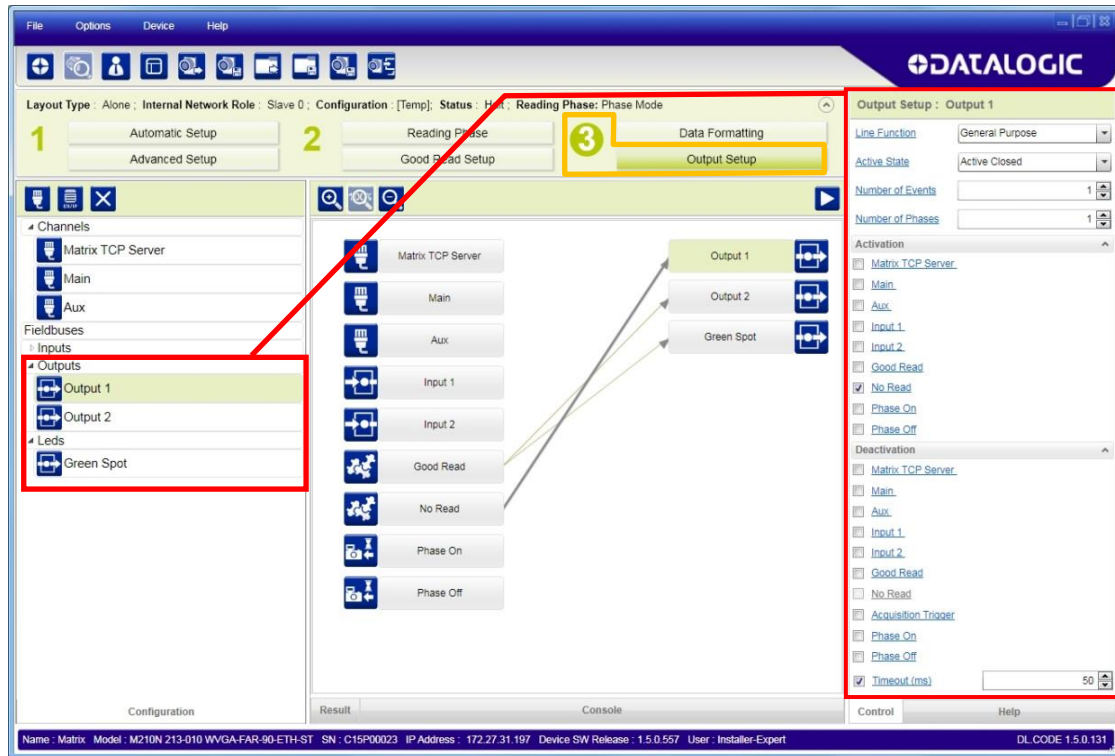 File Options Device Help
DATALOGIC
Layout Type : Alone ; Internal Network Role : Slave 0 ; Configuration : [Temp]; Status : ; Reading Phase: Phase Mode
1 Automatic Setup
Advanced Setup
2 Reading Phase
Good Read Setup
3 Data Formatting
Output Setup
Channels
Matrix TCP Server
Main
Aux
Fieldbuses
Inputs
Outputs
Output 1
Output 2
Leds
Green Spot
Configuration
Matrix TCP Server
Main
Aux
Input 1
Input 2
Good Read
No Read
Phase On
Phase Off
Output 1
Output 2
Green Spot
Result Console
Output Setup : Output 1
Line Function General Purpose
Active State Active Closed
Number of Events 1
Number of Phases 1
Activation
Matrix TCP Server
Main
Aux
Input 1
Input 2
Good Read
No Read
Phase On
Phase Off
Deactivation
Matrix TCP Server
Main
Aux
Input 1
Input 2
Good Read
No Read
Acquisition Trigger
Phase On
Phase Off
Timeout (ms) 50
Control Help
Name : Matrix Model : M210N 213-010 WVGA-FAR-90-ETH-ST SN : C15P00023 IP Address : 172.27.31.197 Device SW Release : 1.5.0.557 User : Installer-Expert DL.CODE 1.5.0.131